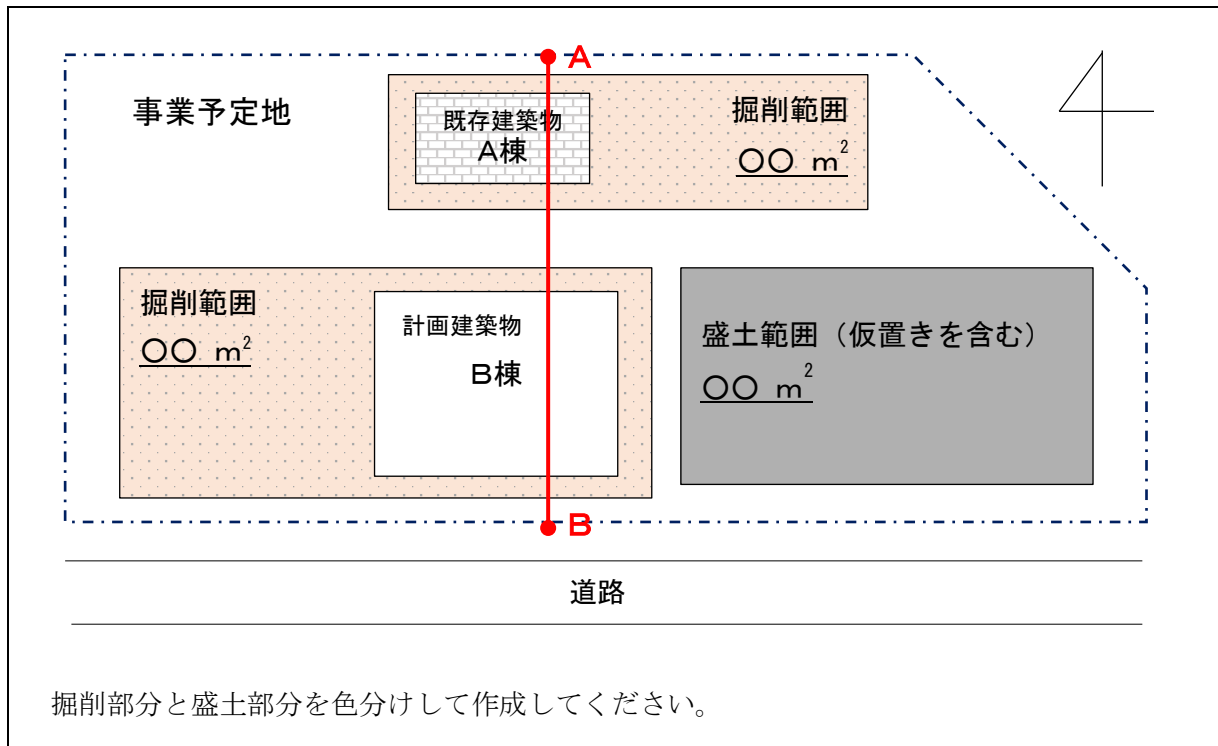 A
事業予定地
既存建築物
A棟
掘削範囲
〇〇 m²
掘削範囲
〇〇 m²
計画建築物
B棟
盛土範囲（仮置きを含む）
〇〇 m²
B
道路
掘削部分と盛土部分を色分けして作成してください。